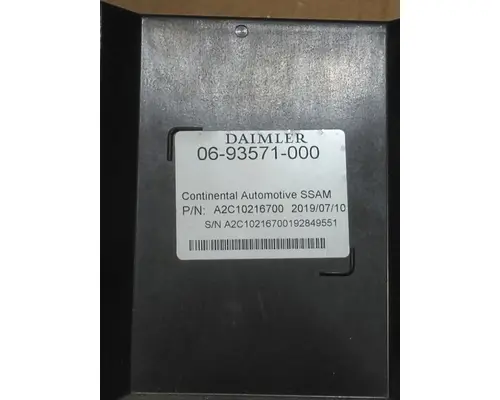 DAIMLER
06-93571-000
Continental Automotive SSAM
P/N: A2C10216700 2019/07/10
S/N A2C10216700192849551